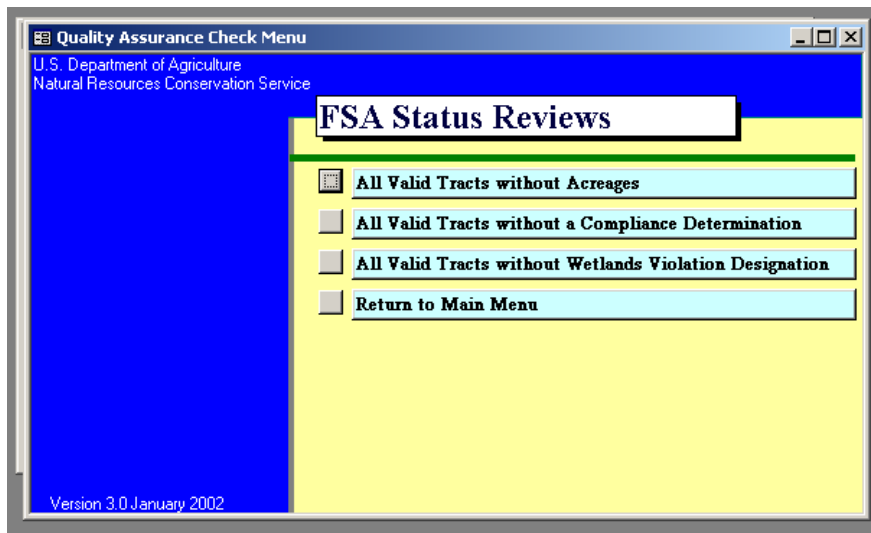 Quality Assurance Check Menu
U.S. Department of Agriculture
Natural Resources Conservation Service
FSA Status Reviews
All Valid Tracts without Acreages
All Valid Tracts without a Compliance Determination
All Valid Tracts without Wetlands Violation Designation
Return to Main Menu
Version 3.0 January 2002